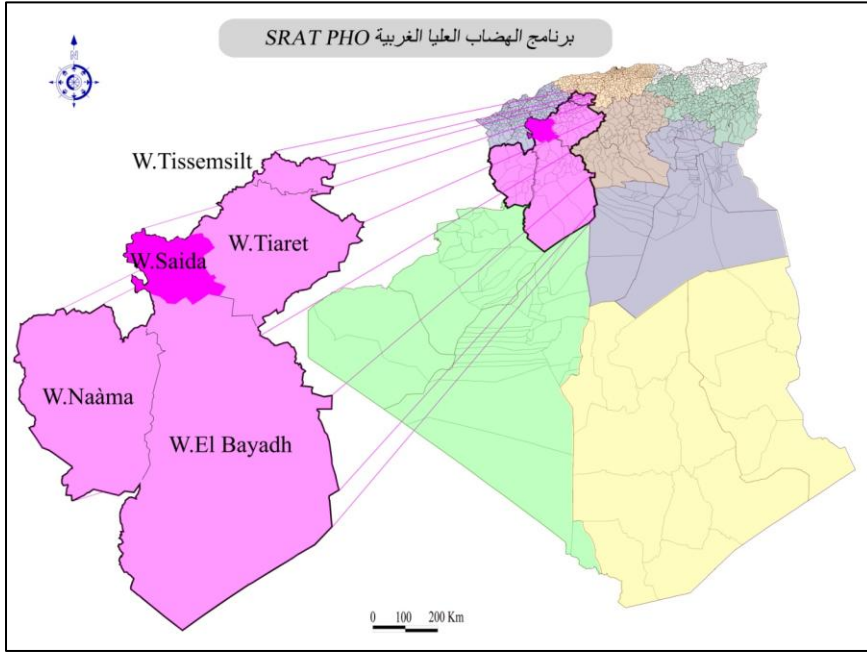 برنامج الهضاب العليا الغربية SRAT PHO
N
W.Tissemsilt
W.Tiaret
W.Saida
W.Naàma
W.El Bayadh
0 100 200 Km